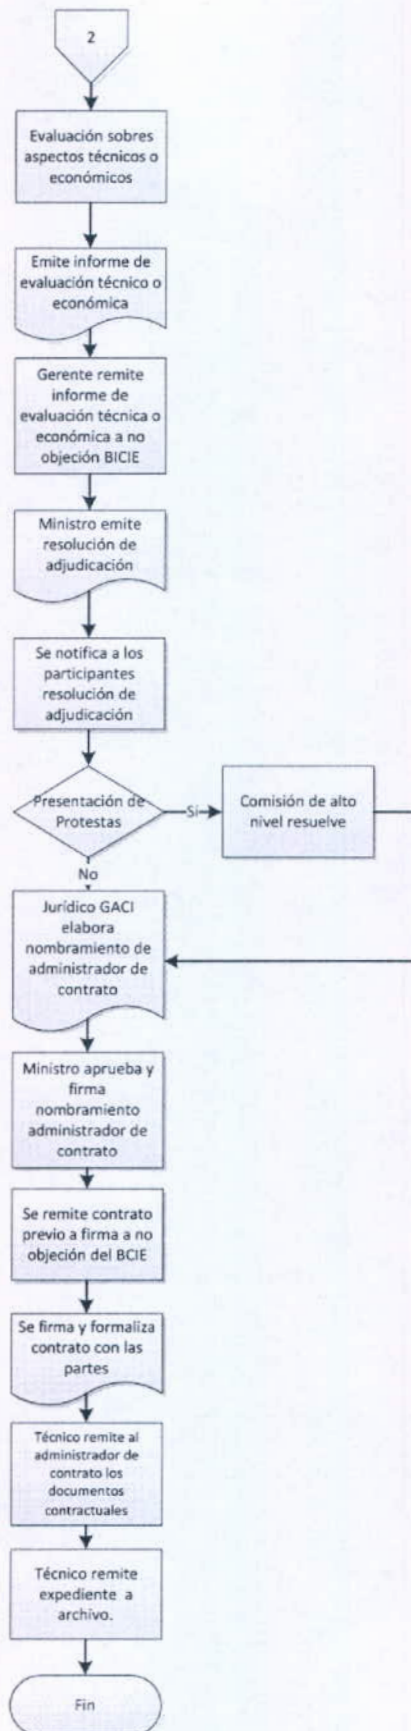 2
Evaluación sobres
aspectos técnicos o
económicos
Emite informe de
evaluación técnico o
económica
Gerente remite
informe de
evaluación técnica o
económica a no
objeción BICIE
Ministro emite
resolución de
adjudicación
Se notifica a los
participantes
resolución de
adjudicación
Presentación de
Protestas
Sí
Comisión de alto
nivel resuelve
No
Jurídico GACI
elabora
nombramiento de
administrador de
contrato
Ministro aprueba y
firma
nombramiento
administrador de
contrato
Se remite contrato
previo a firma a no
objeción del BCIE
Se firma y formaliza
contrato con las
partes
Técnico remite al
administrador de
contrato los
documentos
contractuales
Técnico remite
expediente a
archivo.
Fin